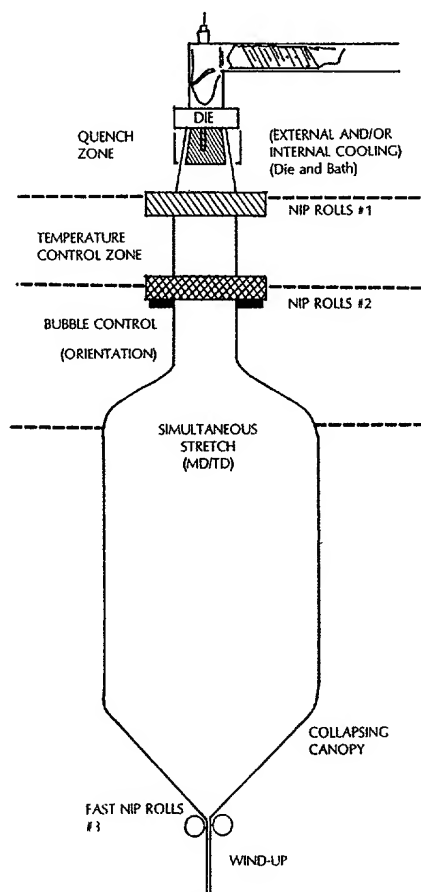 DIE
QUENCH
ZONE
(EXTERNAL AND/OR
INTERNAL COOLING)
(Die and Bath)
NIP ROLLS #1
TEMPERATURE
CONTROL ZONE
NIP ROLLS #2
BUBBLE CONTROL
(ORIENTATION)
SIMULTANEOUS
STRETCH
(MD/TD)
COLLAPSING
CANOPY
FAST NIP ROLLS
#3
WIND-UP